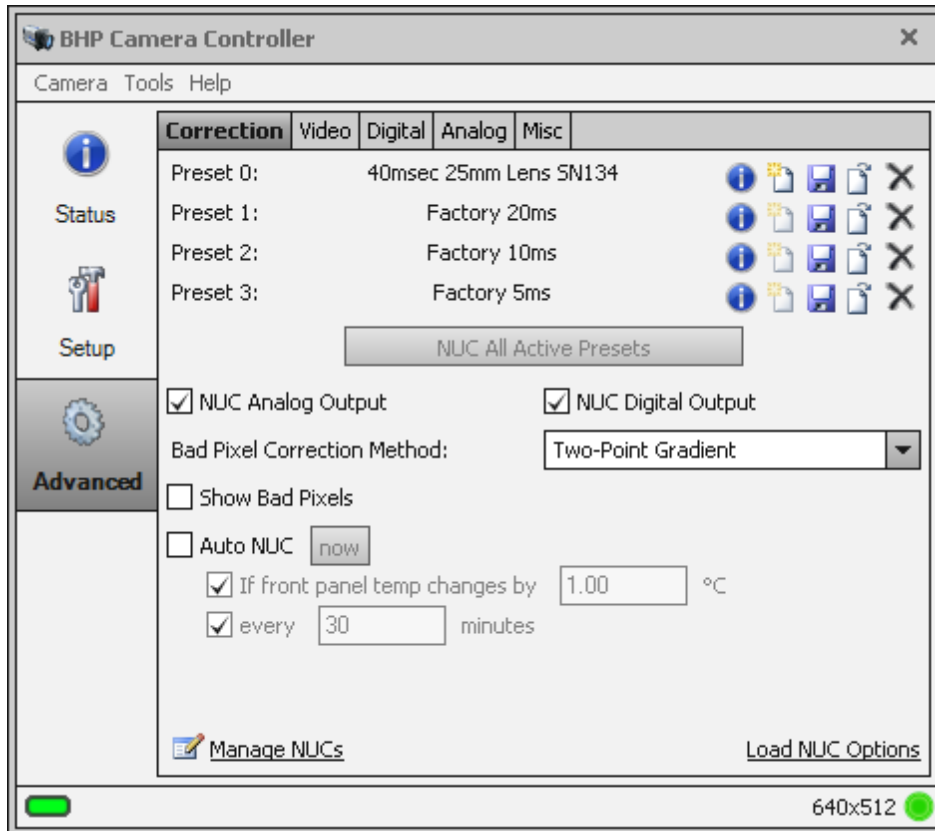 BHP Camera Controller
Camera Tools Help
Correction Video Digital Analog Misc
Status
Setup
Advanced
Preset 0: 40msec 25mm Lens SN134
Preset 1: Factory 20ms
Preset 2: Factory 10ms
Preset 3: Factory 5ms
NUC All Active Presets
NUC Analog Output NUC Digital Output
Bad Pixel Correction Method: Two-Point Gradient
Show Bad Pixels
Auto NUC now
If front panel temp changes by 1.00 °C
every 30 minutes
Manage NUCs Load NUC Options
640x512